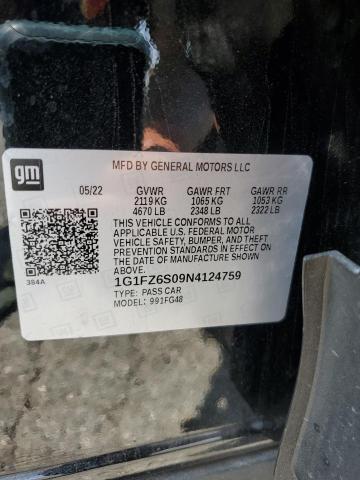 gm
MFD BY GENERAL MOTORS LLC
05/22 GVWR GAWR FRT GAWR RR
2119 KG 1065 KG 1053 KG
4670 LB 2348 LB 2322 LB
THIS VEHICLE CONFORMS TO ALL
APPLICABLE U.S. FEDERAL MOTOR
VEHICLE SAFETY, BUMPER, AND THEFT
PREVENTION STANDARDS IN EFFECT ON
THE DATE OF MANUFACTURE SHOWN
ABOVE.
384A 1G1FZ6S09N4124759
TYPE: PASS CAR
MODEL: 991FG48